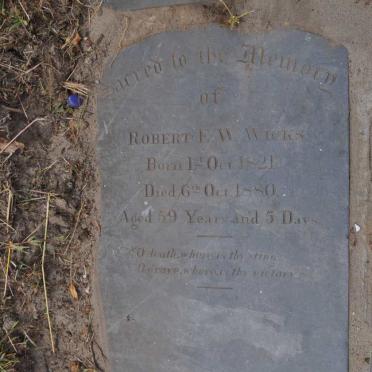 Sacred to the Memory
of
ROBERT F. W. WICKS
Born 1st Oct 1821
Died 6th Oct 1880
Aged 59 Years and 5 Days
"O death, where is thy sting
O grave, where is thy victory"